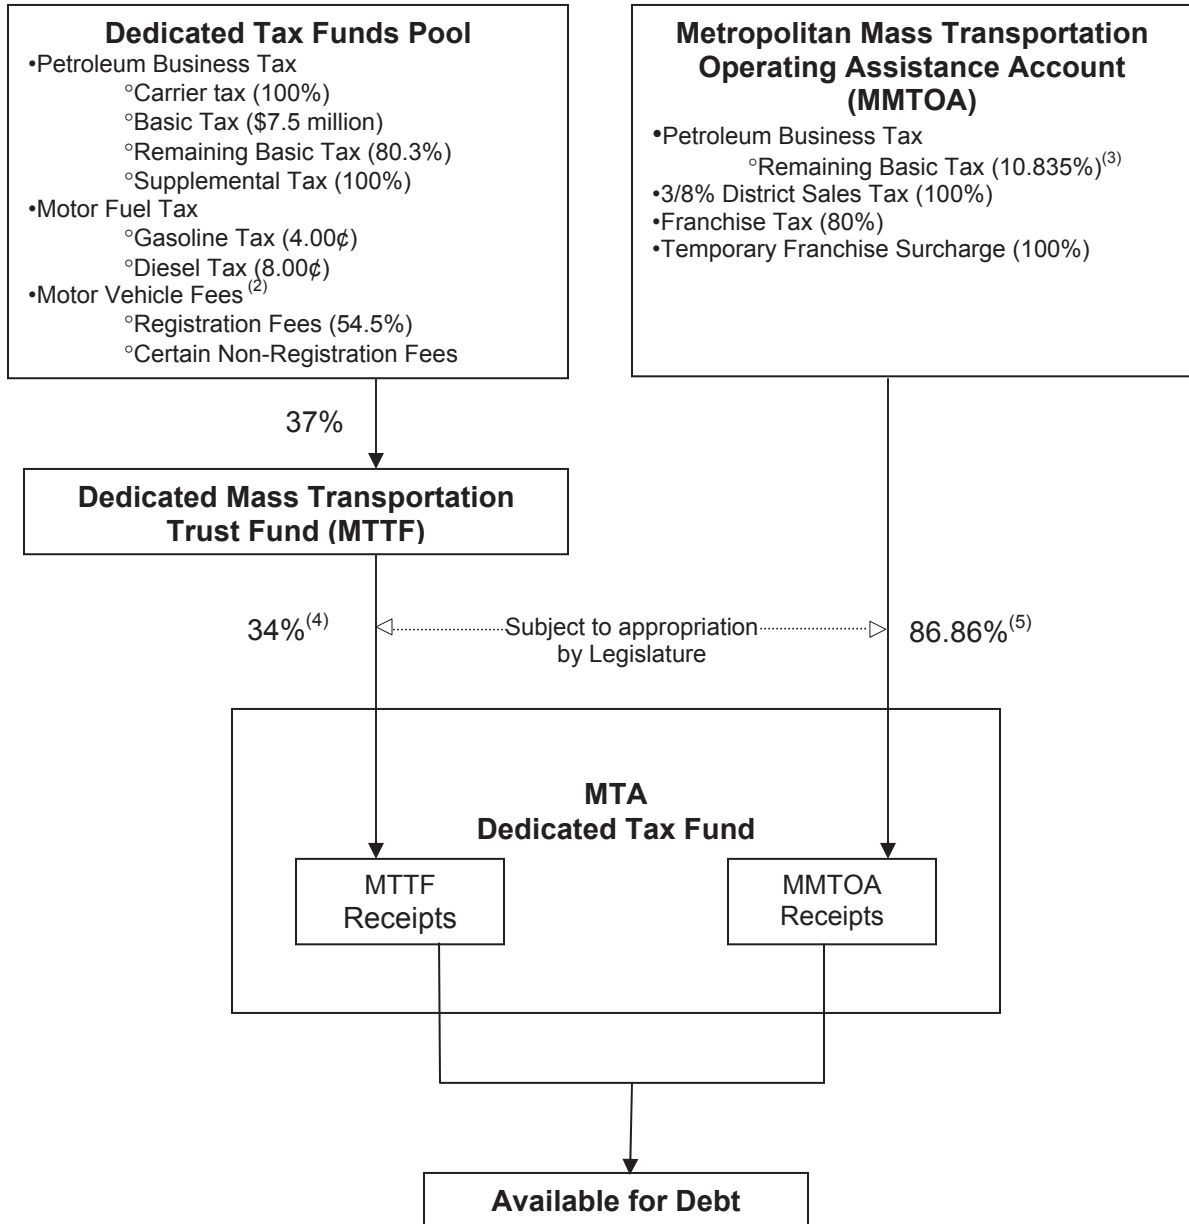 Dedicated Tax Funds Pool
•Petroleum Business Tax
°Carrier tax (100%)
°Basic Tax ($7.5 million)
°Remaining Basic Tax (80.3%)
°Supplemental Tax (100%)
•Motor Fuel Tax
°Gasoline Tax (4.00¢)
°Diesel Tax (8.00¢)
•Motor Vehicle Fees (2)
°Registration Fees (54.5%)
°Certain Non-Registration Fees
Metropolitan Mass Transportation
Operating Assistance Account
(MMTOA)
•Petroleum Business Tax
°Remaining Basic Tax (10.835%)(3)
•3/8% District Sales Tax (100%)
•Franchise Tax (80%)
•Temporary Franchise Surcharge (100%)
37%
Dedicated Mass Transportation
Trust Fund (MTTF)
34%(4)
Subject to appropriation
by Legislature
86.86%(5)
MTA
Dedicated Tax Fund
MTTF
Receipts
MMTOA
Receipts
Available for Debt